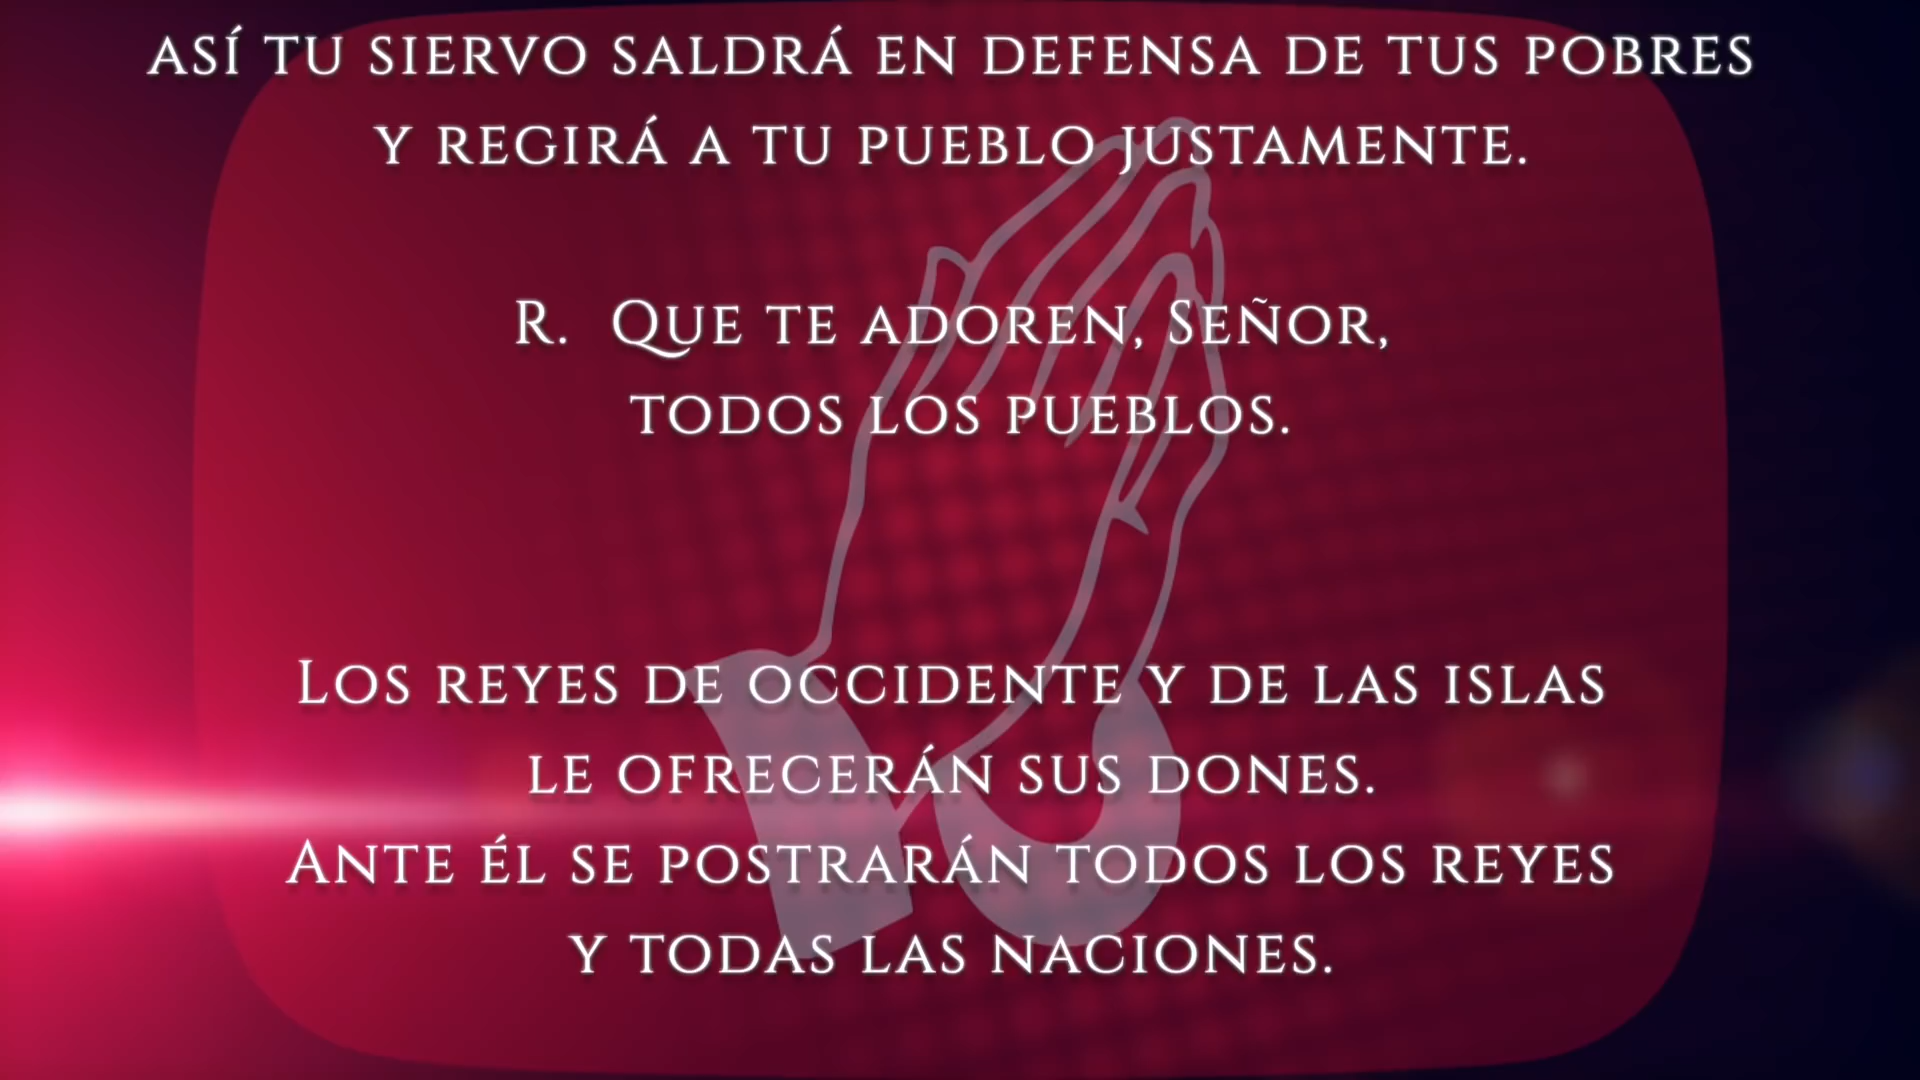 así tu siervo saldrá en defensa de tus pobres
y regirá a tu pueblo justamente.
R. Que te adoren, Señor,
todos los pueblos.
Los reyes de occidente y de las islas
le ofrecerán sus dones.
Ante él se postrarán todos los reyes
y todas las naciones.